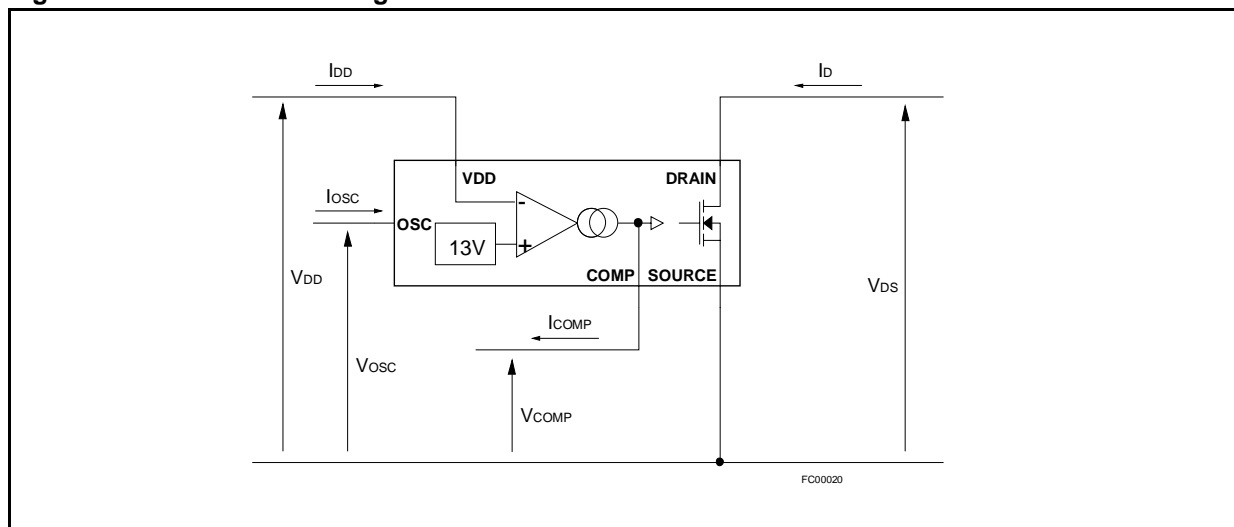 IDD
ID
VDD
DRAIN
IOSC
OSC
-
13V
+
COMP
SOURCE
VDD
VDS
ICOMP
VOSC
VCOMP
FC00020